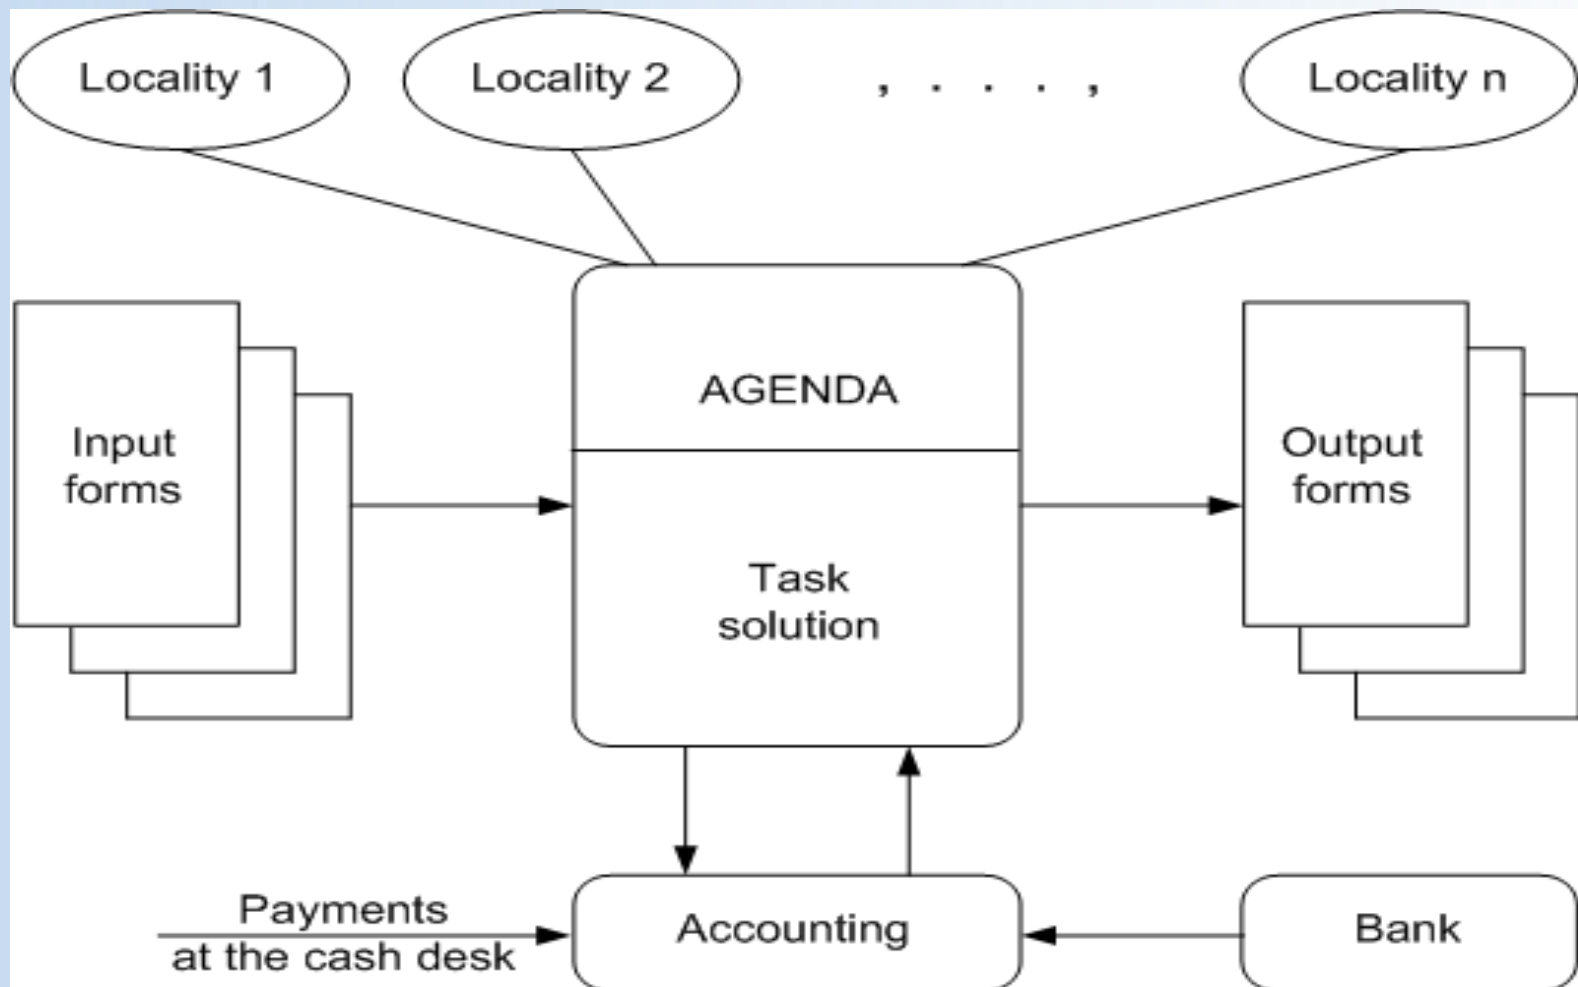 Locality 1
Locality 2
, . . . ,
Locality n
Input
forms
AGENDA
Task
solution
Output
forms
Payments
at the cash desk
Accounting
Bank